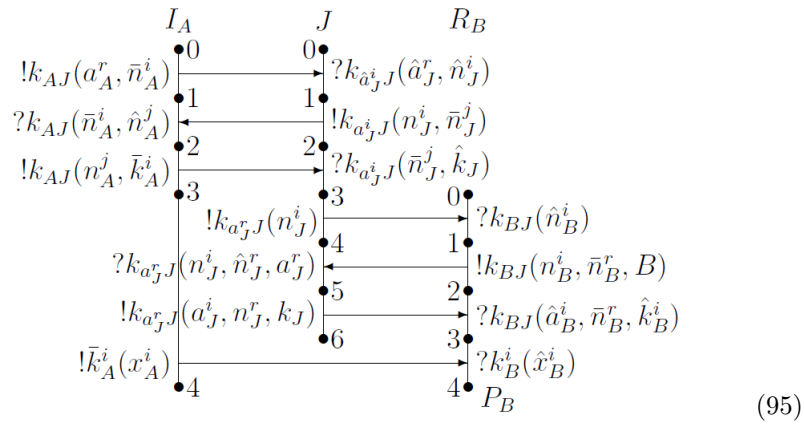 I_A J R_B
0 0
!k_{AJ}(a^r_A, \bar{n}^i_A) ?k_{\hat{a}^i_J J}(\hat{a}^r_J, \hat{n}^i_J)
1 1
?k_{AJ}(\bar{n}^i_A, \hat{n}^j_A) !k_{a^i_J J}(n^i_J, \bar{n}^j_J)
2 2
!k_{AJ}(n^j_A, \bar{k}^i_A) ?k_{a^i_J J}(\bar{n}^j_J, \hat{k}_J)
3 3 0
!k_{a^r_J J}(n^i_J) ?k_{BJ}(\hat{n}^i_B)
4 1
?k_{a^r_J J}(n^i_J, \hat{n}^r_J, a^r_J) !k_{BJ}(n^i_B, \bar{n}^r_B, B)
5 2
!k_{a^r_J J}(a^i_J, n^r_J, k_J) ?k_{BJ}(\hat{a}^i_B, \bar{n}^r_B, \hat{k}^i_B)
6 3
!\bar{k}^i_A(x^i_A) ?k^i_B(\hat{x}^i_B)
4 4 P_B
(95)